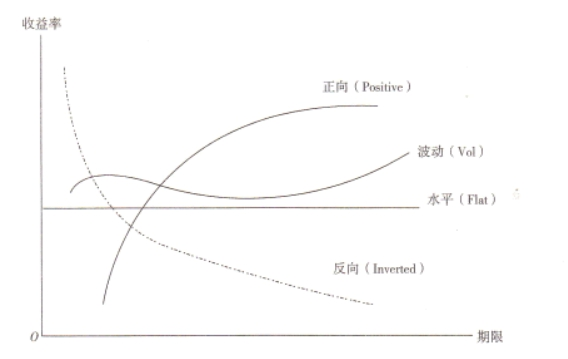 收益率
正向（Positive）
波动（Vol）
水平（Flat）
反向（Inverted）
O
期限